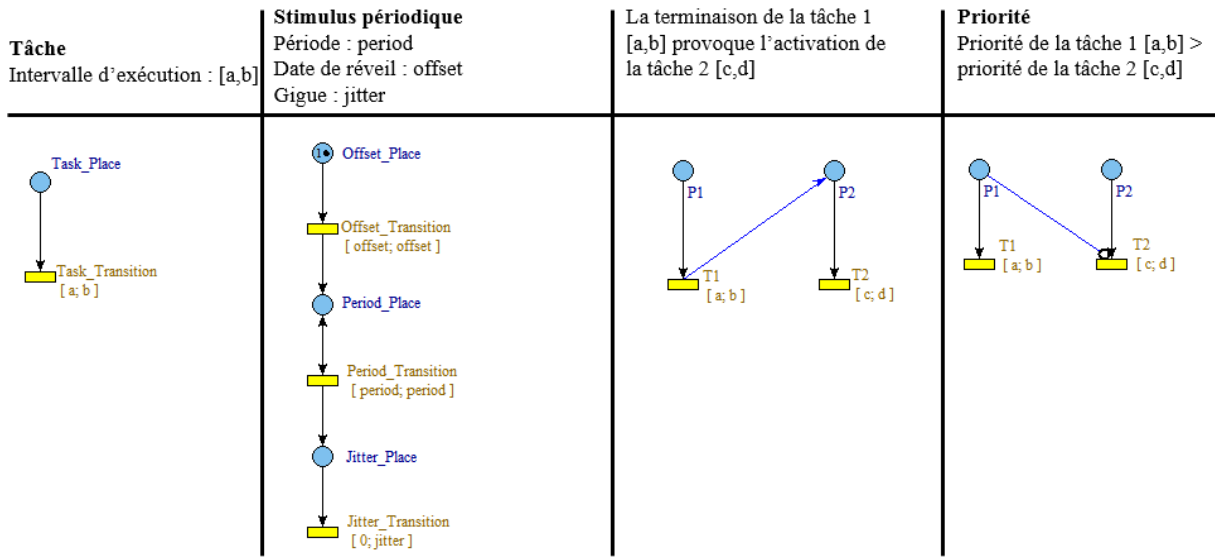 Tâche
Intervalle d’exécution : [a,b]
Stimulus périodique
Période : period
Date de réveil : offset
Gigue : jitter
La terminaison de la tâche 1
[a,b] provoque l’activation de
la tâche 2 [c,d]
Priorité
Priorité de la tâche 1 [a,b] >
priorité de la tâche 2 [c,d]
Task_Place
Task_Transition
[ a; b ]
1
Offset_Place
Offset_Transition
[ offset; offset ]
Period_Place
Period_Transition
[ period; period ]
Jitter_Place
Jitter_Transition
[ 0; jitter ]
P1
P2
T1
[ a; b ]
T2
[ c; d ]
P1
P2
T1
[ a; b ]
T2
[ c; d ]